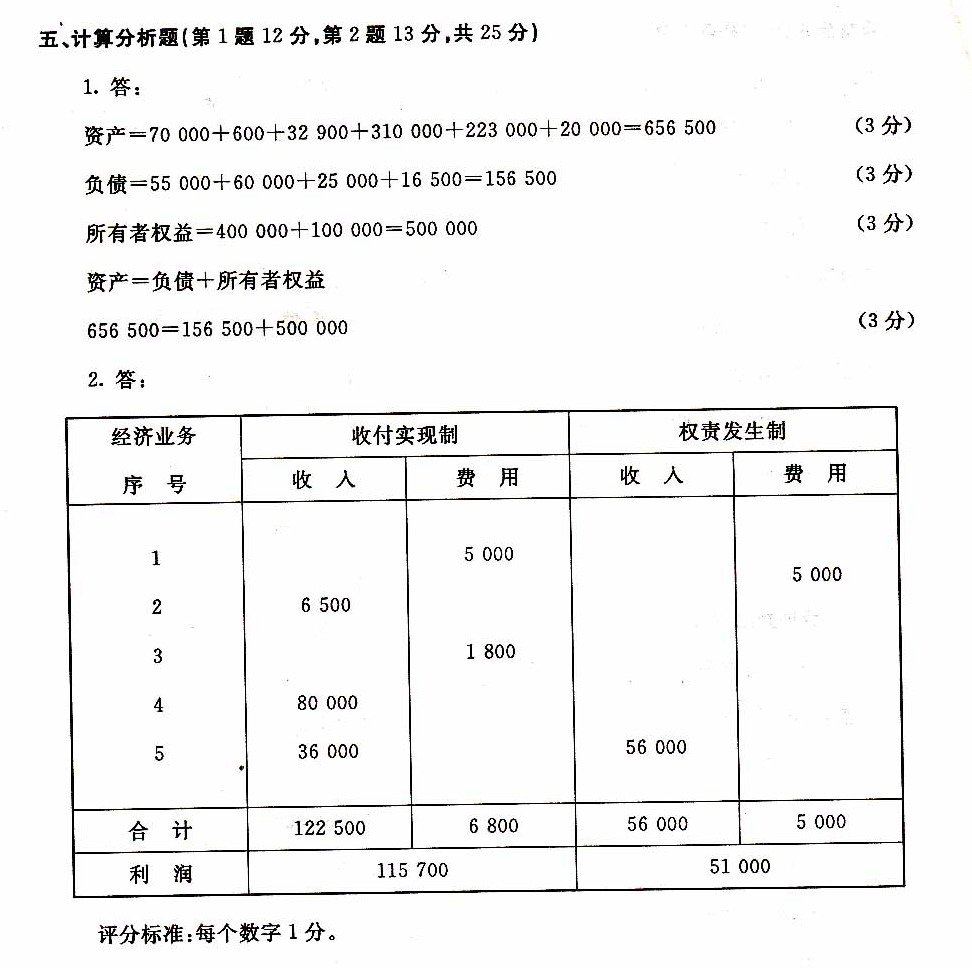 五、计算分析题(第1题12分,第2题13分,共25分)
1. 答:
资产=70 000+600+32 900+310 000+223 000+20 000=656 500 (3分)
负债=55 000+60 000+25 000+16 500=156 500 (3分)
所有者权益=400 000+100 000=500 000 (3分)
资产=负债+所有者权益
656 500=156 500+500 000 (3分)
2. 答:
经济业务 收付实现制 权责发生制
序 号 收 入 费 用 收 入 费 用
1 5 000
5 000
2 6 500
3 1 800
4 80 000
5 36 000 56 000
合 计 122 500 6 800 56 000 5 000
利 润 115 700 51 000
评分标准:每个数字1分。